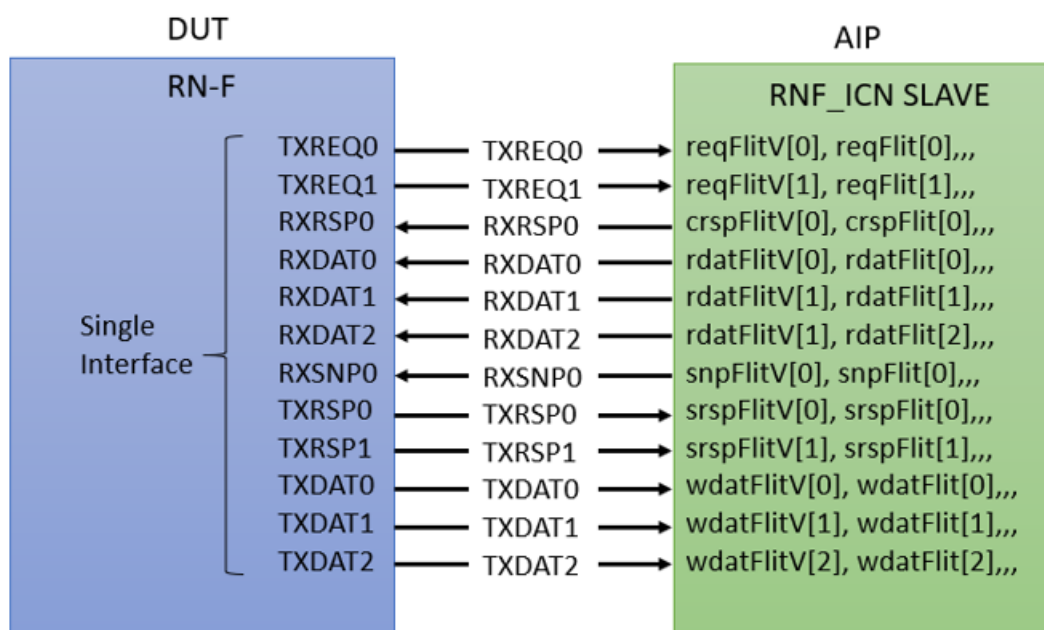 DUT
AIP
RN-F
RNF_ICN SLAVE
TXREQ0 TXREQ0 reqFlitV[0], reqFlit[0],,,
TXREQ1 TXREQ1 reqFlitV[1], reqFlit[1],,,
RXRSP0 RXRSP0 crspFlitV[0], crspFlit[0],,,
RXDAT0 RXDAT0 rdatFlitV[0], rdatFlit[0],,,
RXDAT1 RXDAT1 rdatFlitV[1], rdatFlit[1],,,
Single
Interface
RXDAT2 RXDAT2 rdatFlitV[1], rdatFlit[2],,,
RXSNP0 RXSNP0 snpFlitV[0], snpFlit[0],,,
TXRSP0 TXRSP0 srspFlitV[0], srspFlit[0],,,
TXRSP1 TXRSP1 srspFlitV[1], srspFlit[1],,,
TXDAT0 TXDAT0 wdatFlitV[0], wdatFlit[0],,,
TXDAT1 TXDAT1 wdatFlitV[1], wdatFlit[1],,,
TXDAT2 TXDAT2 wdatFlitV[2], wdatFlit[2],,,